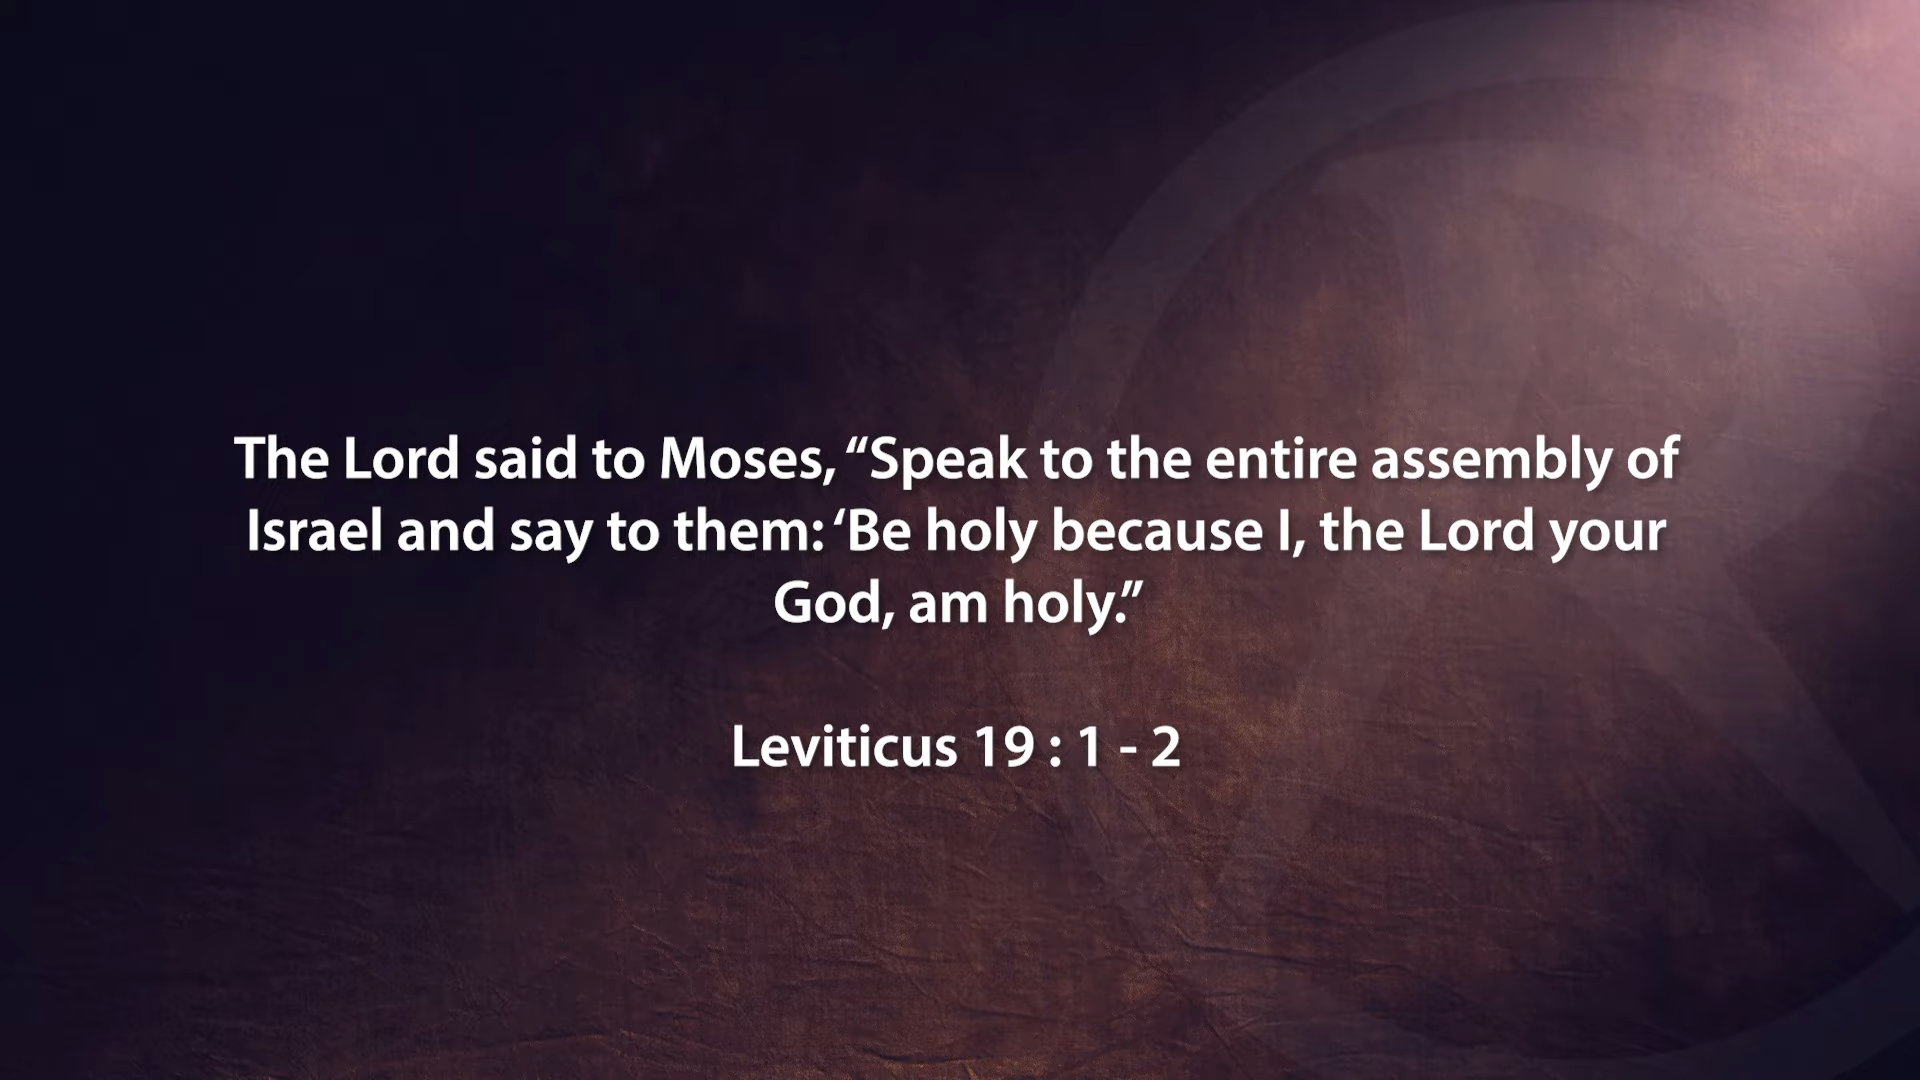 The Lord said to Moses, “Speak to the entire assembly of
Israel and say to them: ‘Be holy because I, the Lord your
God, am holy.”
Leviticus 19 : 1 - 2